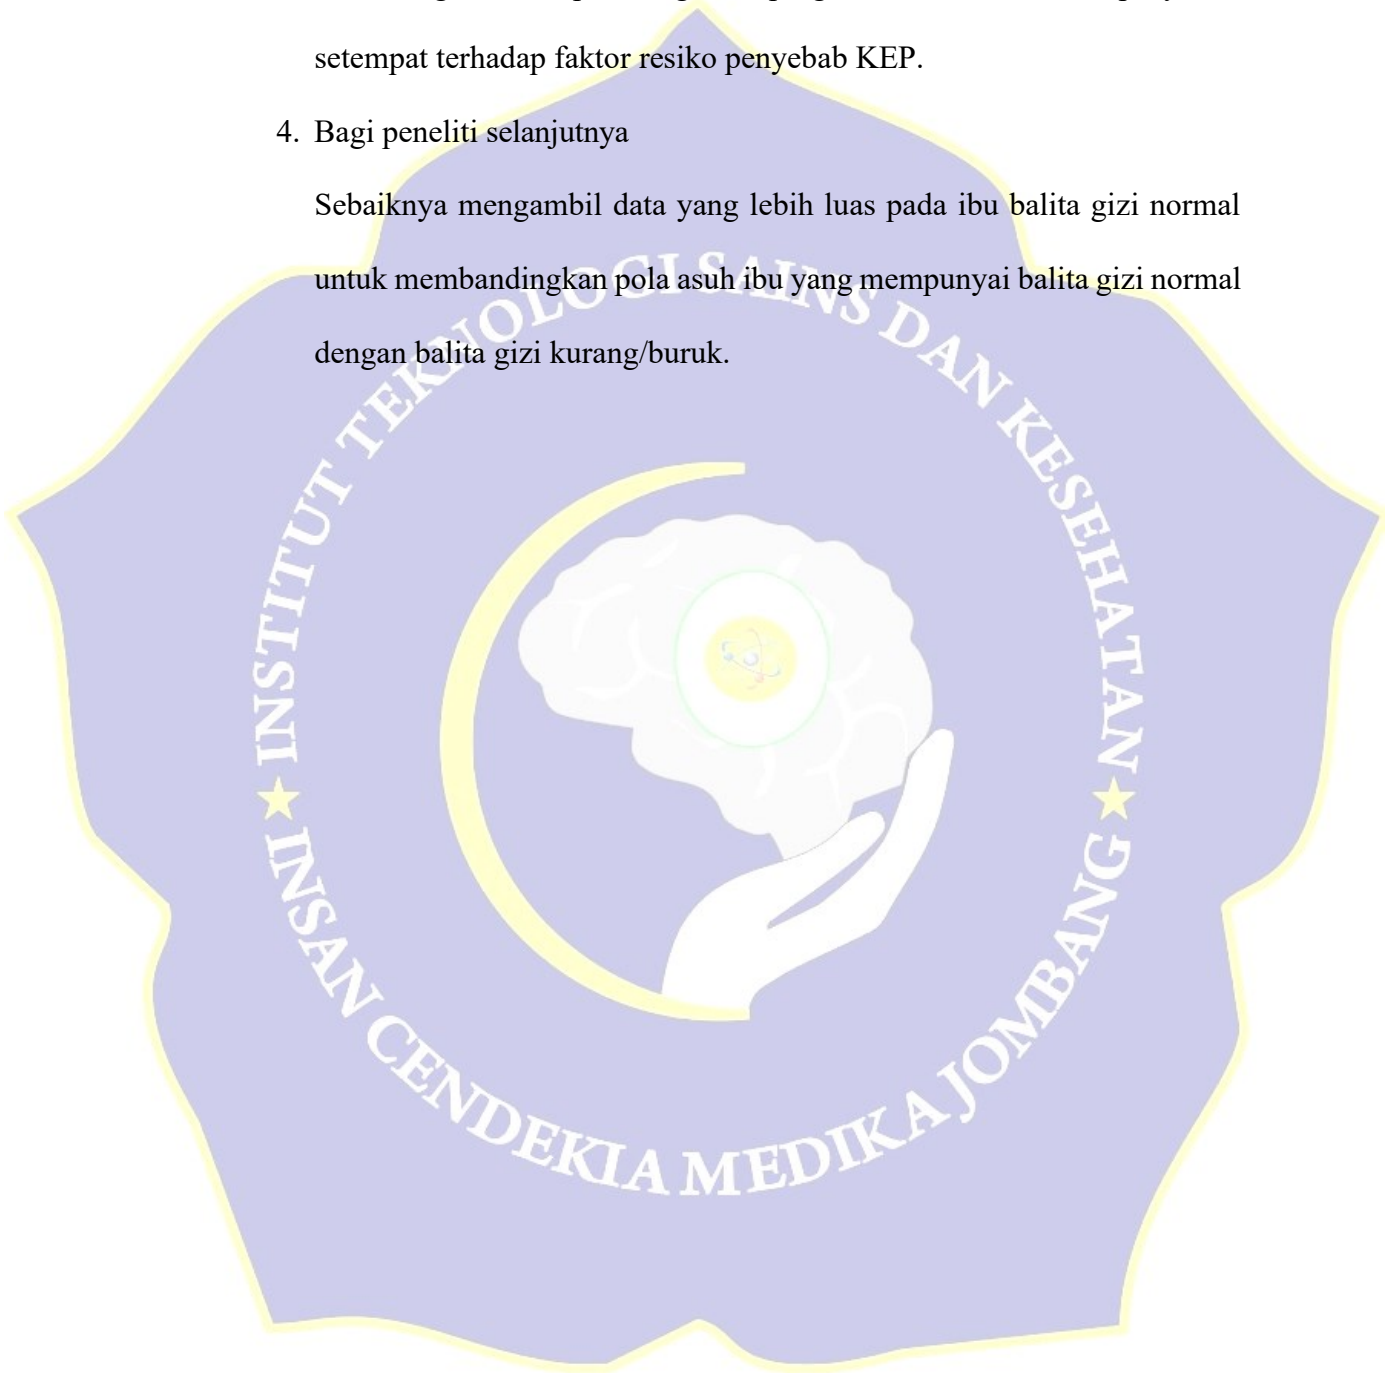 setempat terhadap faktor resiko penyebab KEP.
4. Bagi peneliti selanjutnya
Sebaiknya mengambil data yang lebih luas pada ibu balita gizi normal
untuk membandingkan pola asuh ibu yang mempunyai balita gizi normal
dengan balita gizi kurang/buruk.
INSTITUT TEKNOLOGI SAINS DAN KESEHATAN
INSAN CENDEKIA MEDIKA JOMBANG